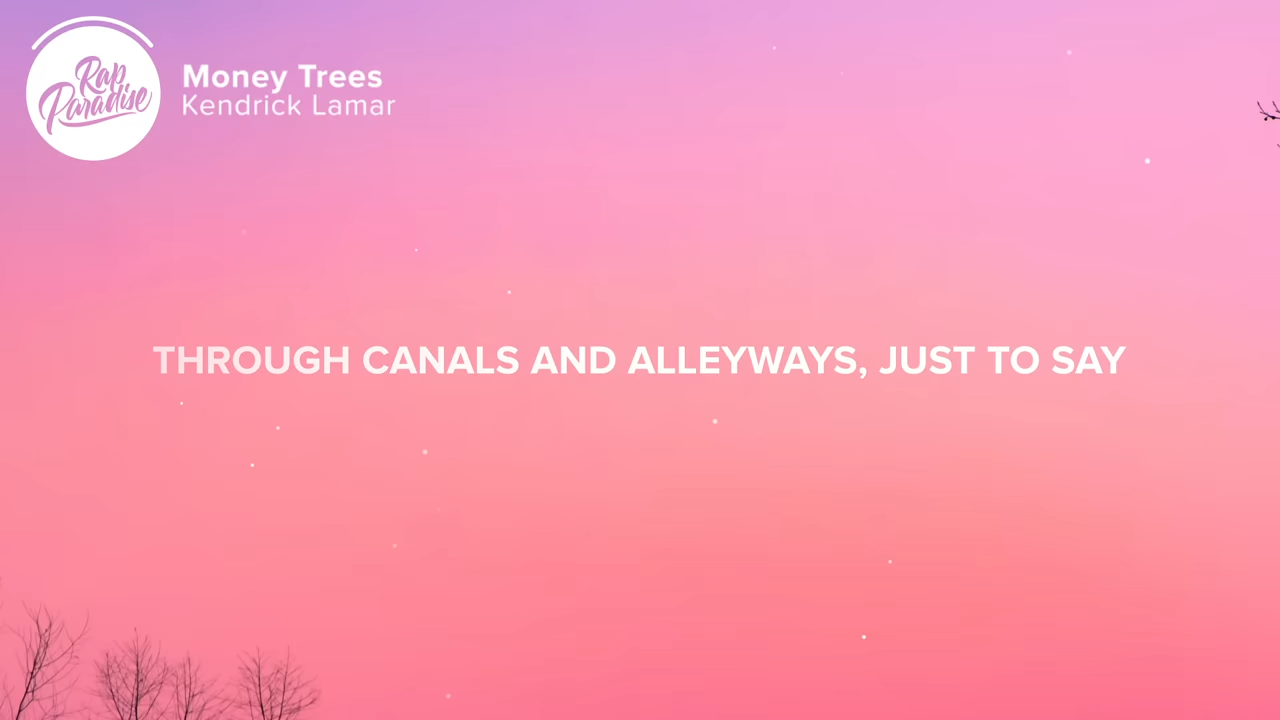 Rap
Paradise
Money Trees
Kendrick Lamar
THROUGH CANALS AND ALLEYWAYS, JUST TO SAY